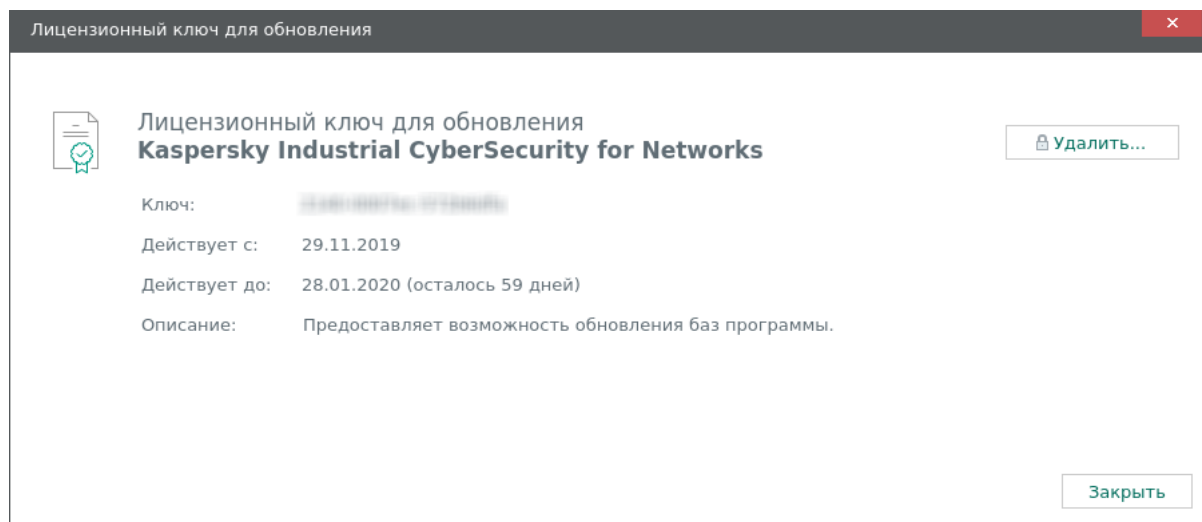 Лицензионный ключ для обновления
Лицензионный ключ для обновления
Kaspersky Industrial CyberSecurity for Networks
Удалить...
Ключ:
Действует с: 29.11.2019
Действует до: 28.01.2020 (осталось 59 дней)
Описание: Предоставляет возможность обновления баз программы.
Закрыть